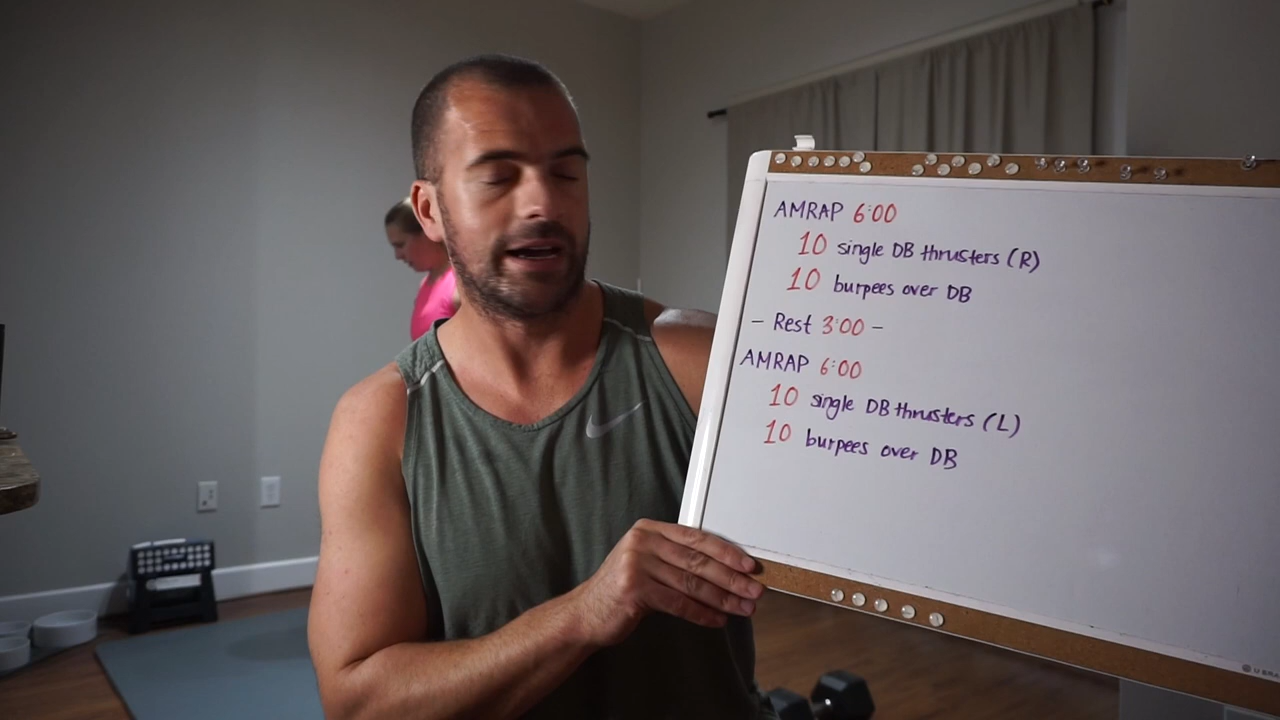 AMRAP 6:00
10 single DB thrusters (R)
10 burpees over DB
- Rest 3:00 -
AMRAP 6:00
10 single DB thrusters (L)
10 burpees over DB